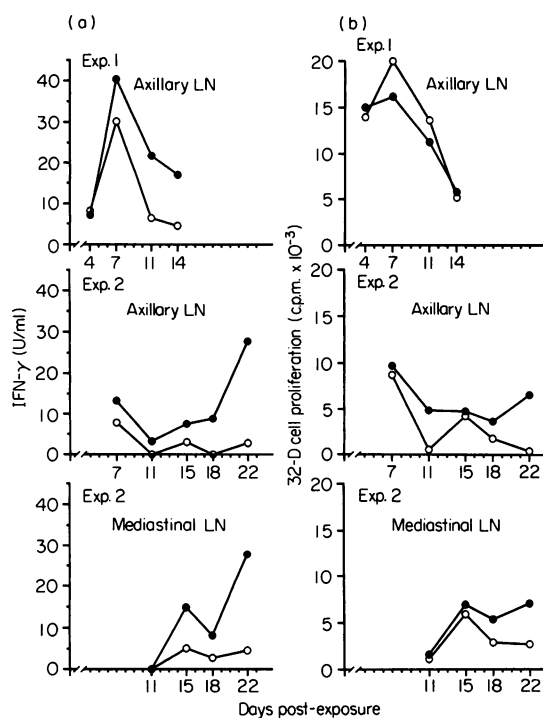 (a)
Exp. 1
Axillary LN
40
30
20
10
0
4 7 11 14
Exp. 2
Axillary LN
40
30
20
10
0
7 11 15 18 22
Exp. 2
Mediastinal LN
40
30
20
10
0
11 15 18 22
IFN-γ (U/ml)
(b)
Exp. 1
Axillary LN
20
15
10
5
0
4 7 11 14
Exp. 2
Axillary LN
20
15
10
5
0
7 11 15 18 22
Exp. 2
Mediastinal LN
20
15
10
5
0
11 15 18 22
32-D cell proliferation (c.p.m. x 10⁻³)
Days post-exposure